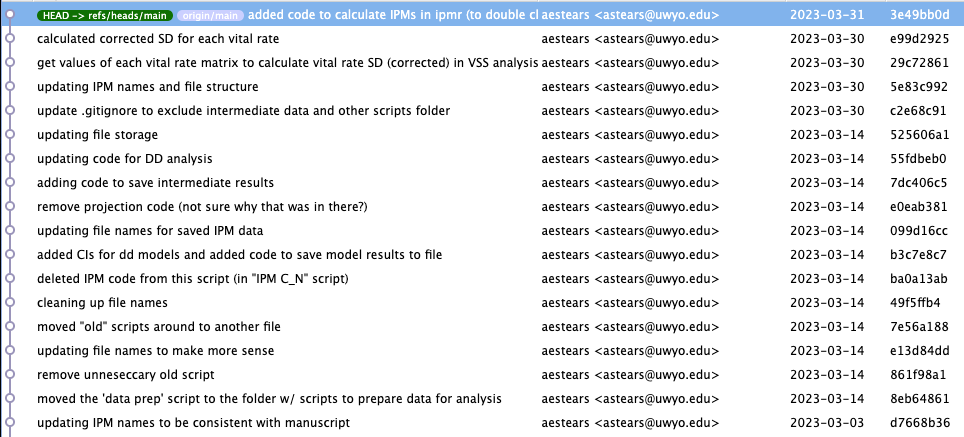 HEAD -> refs/heads/main origin/main added code to calculate IPMs in ipmr (to double cl aestears <astears@uwyo.edu> 2023-03-31 3e49bb0d
calculated corrected SD for each vital rate aestears <astears@uwyo.edu> 2023-03-30 e99d2925
get values of each vital rate matrix to calculate vital rate SD (corrected) in VSS analysis aestears <astears@uwyo.edu> 2023-03-30 29c72861
updating IPM names and file structure aestears <astears@uwyo.edu> 2023-03-30 5e83c992
update .gitignore to exclude intermediate data and other scripts folder aestears <astears@uwyo.edu> 2023-03-30 c2e68c91
updating file storage aestears <astears@uwyo.edu> 2023-03-14 525606a1
updating code for DD analysis aestears <astears@uwyo.edu> 2023-03-14 55fdbeb0
adding code to save intermediate results aestears <astears@uwyo.edu> 2023-03-14 7dc406c5
remove projection code (not sure why that was in there?) aestears <astears@uwyo.edu> 2023-03-14 e0eab381
updating file names for saved IPM data aestears <astears@uwyo.edu> 2023-03-14 099d16cc
added CIs for dd models and added code to save model results to file aestears <astears@uwyo.edu> 2023-03-14 b3c7e8c7
deleted IPM code from this script (in "IPM C_N" script) aestears <astears@uwyo.edu> 2023-03-14 ba0a13ab
cleaning up file names aestears <astears@uwyo.edu> 2023-03-14 49f5ffb4
moved "old" scripts around to another file aestears <astears@uwyo.edu> 2023-03-14 7e56a188
updating file names to make more sense aestears <astears@uwyo.edu> 2023-03-14 e13d84dd
remove unneseccary old script aestears <astears@uwyo.edu> 2023-03-14 861f98a1
moved the 'data prep' script to the folder w/ scripts to prepare data for analysis aestears <astears@uwyo.edu> 2023-03-14 8eb64861
updating IPM names to be consistent with manuscript aestears <astears@uwyo.edu> 2023-03-03 d7668b36